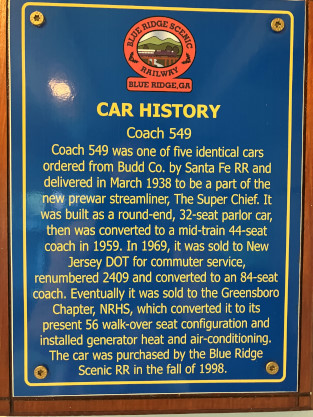 BLUE RIDGE SCENIC
RAILWAY
BLUE RIDGE, GA
CAR HISTORY
Coach 549
Coach 549 was one of five identical cars
ordered from Budd Co. by Santa Fe RR and
delivered in March 1938 to be a part of the
new prewar streamliner, The Super Chief. It
was built as a round-end, 32-seat parlor car,
then was converted to a mid-train 44-seat
coach in 1959. In 1969, it was sold to New
Jersey DOT for commuter service,
renumbered 2409 and converted to an 84-seat
coach. Eventually it was sold to the Greensboro
Chapter, NRHS, which converted it to its
present 56 walk-over seat configuration and
installed generator heat and air-conditioning.
The car was purchased by the Blue Ridge
Scenic RR in the fall of 1998.